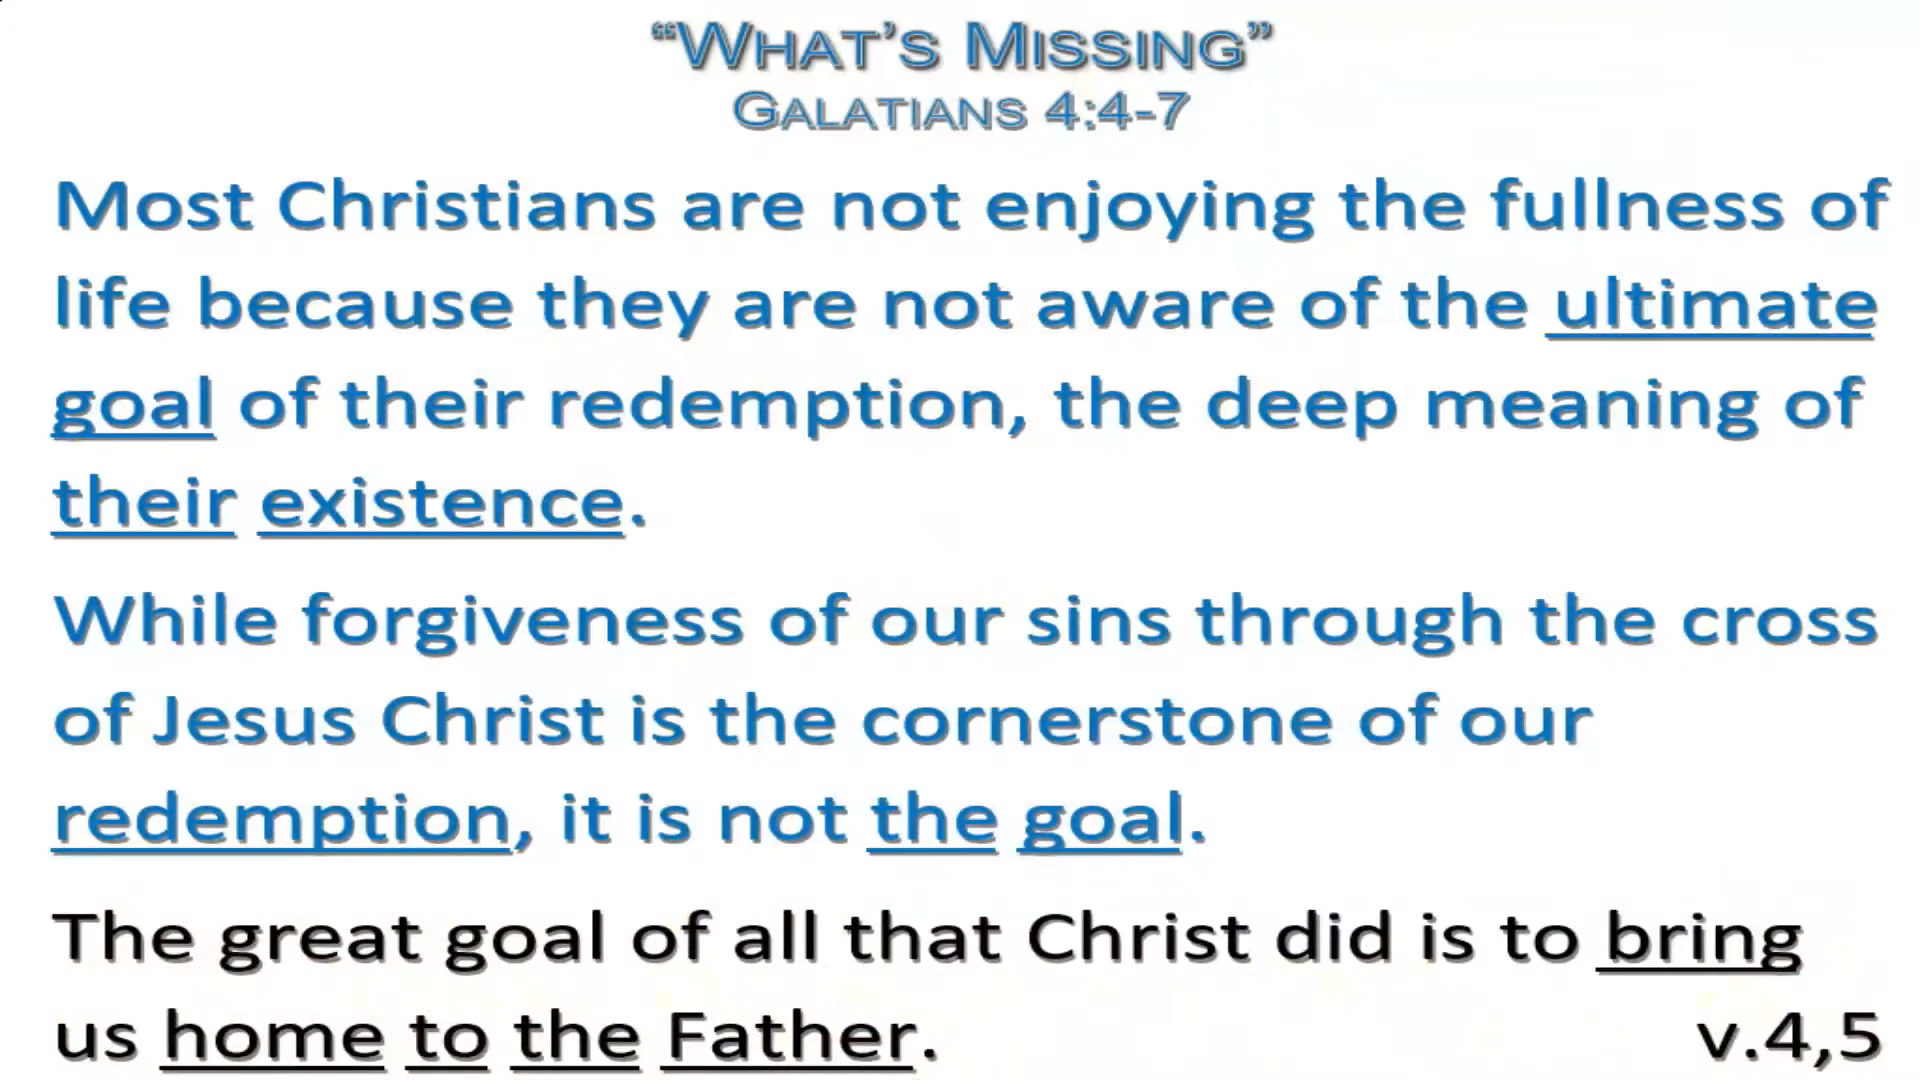 “WHAT’S MISSING”
GALATIANS 4:4-7
Most Christians are not enjoying the fullness of
life because they are not aware of the ultimate
goal of their redemption, the deep meaning of
their existence.
While forgiveness of our sins through the cross
of Jesus Christ is the cornerstone of our
redemption, it is not the goal.
The great goal of all that Christ did is to bring
us home to the Father. v.4,5